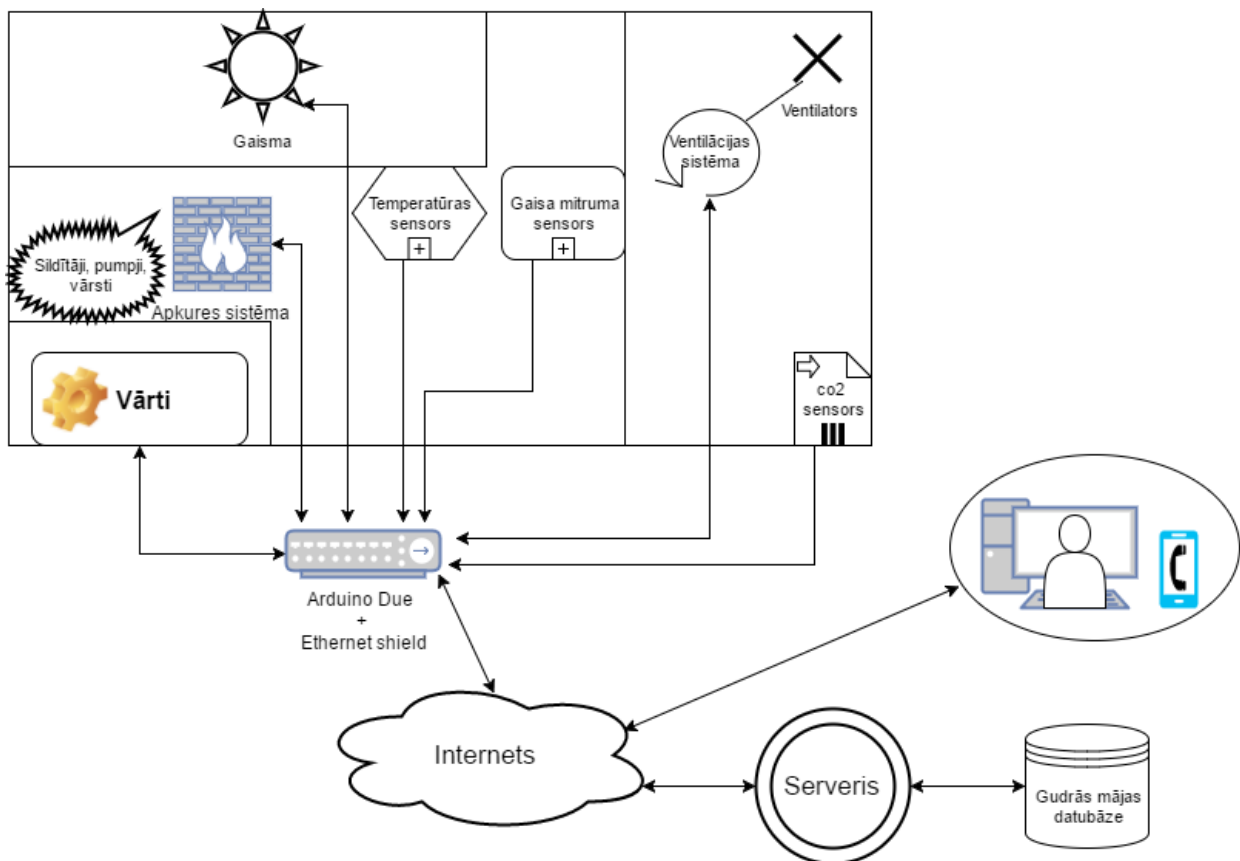 Gaisma
Ventilators
Ventilācijas
sistēma
Temperatūras
sensors
Gaisa mitruma
sensors
Sildītāji, pumpji,
vārsti
Apkures sistēma
Vārti
co2
sensors
Arduino Due
+
Ethernet shield
Internets
Serveris
Gudrās mājas
datubāze